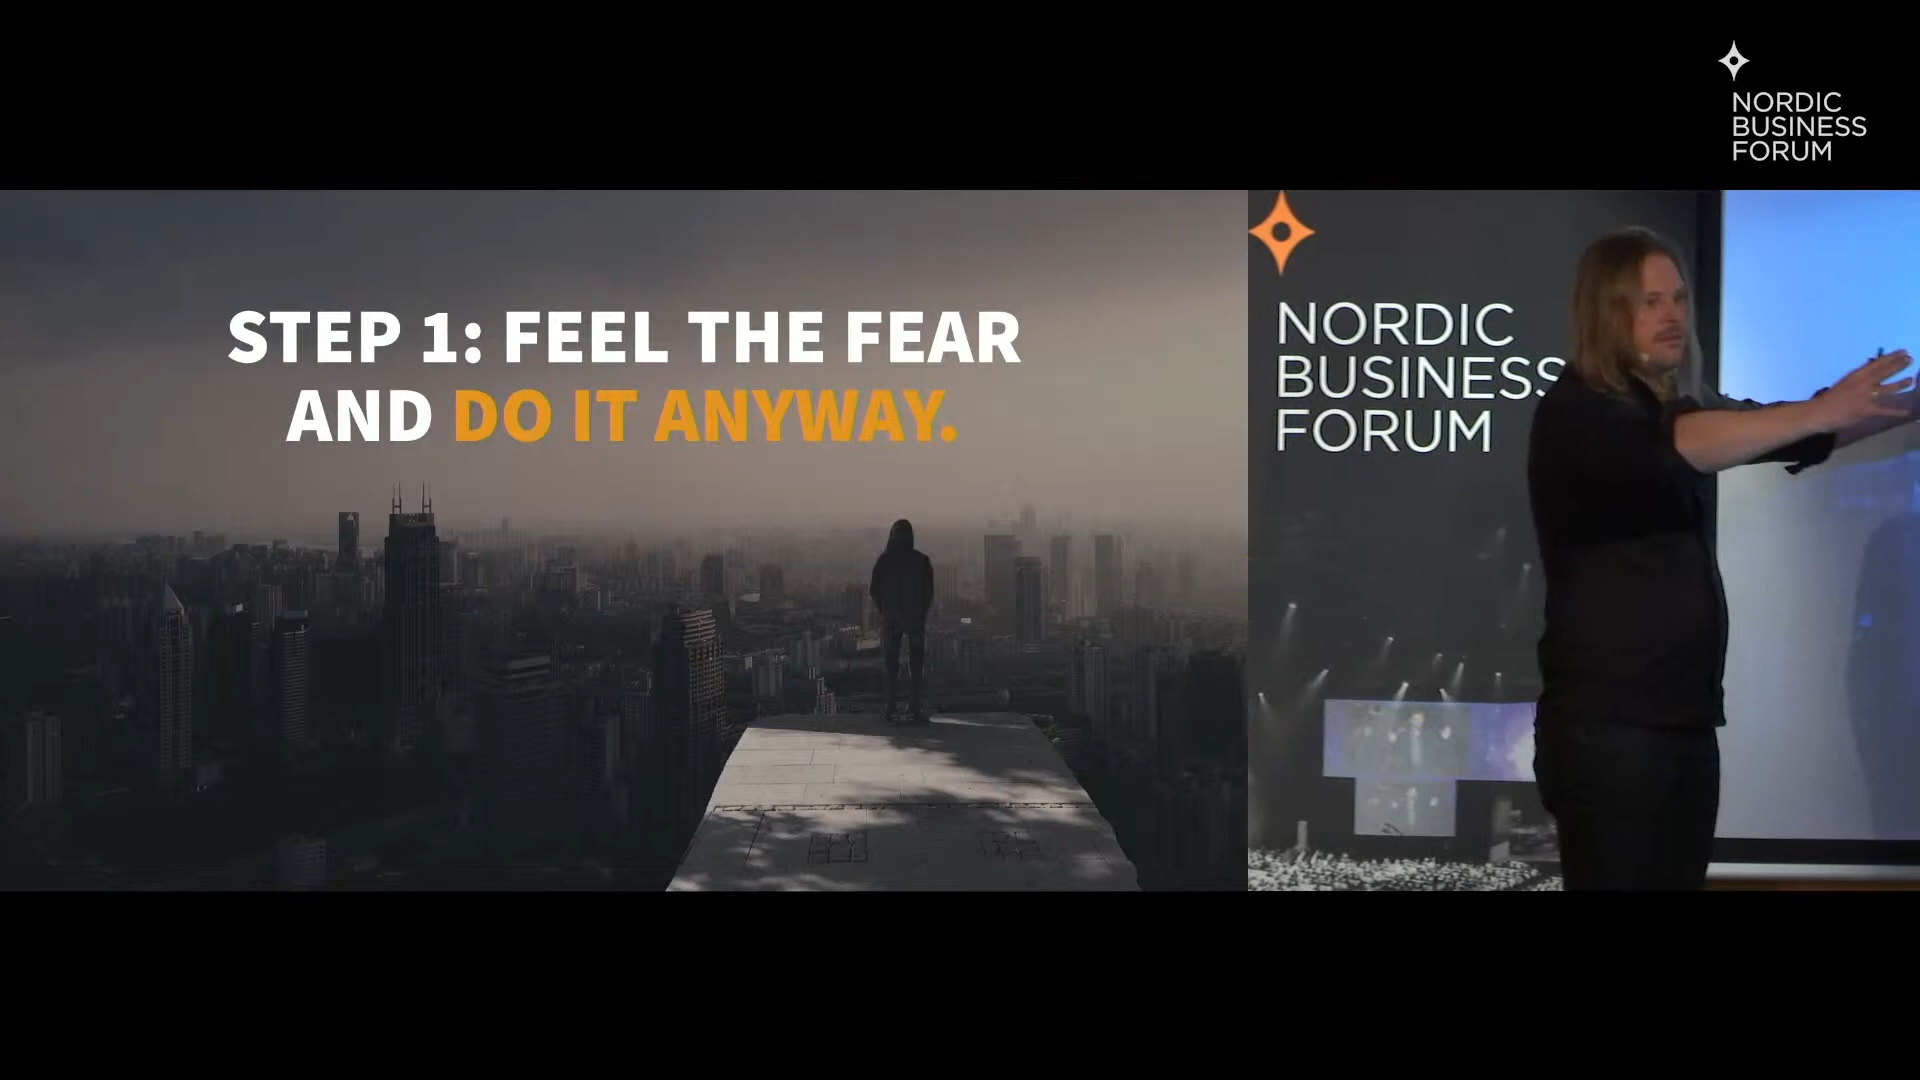 NORDIC
BUSINESS
FORUM
STEP 1: FEEL THE FEAR
AND DO IT ANYWAY.
NORDIC
BUSINESS
FORUM